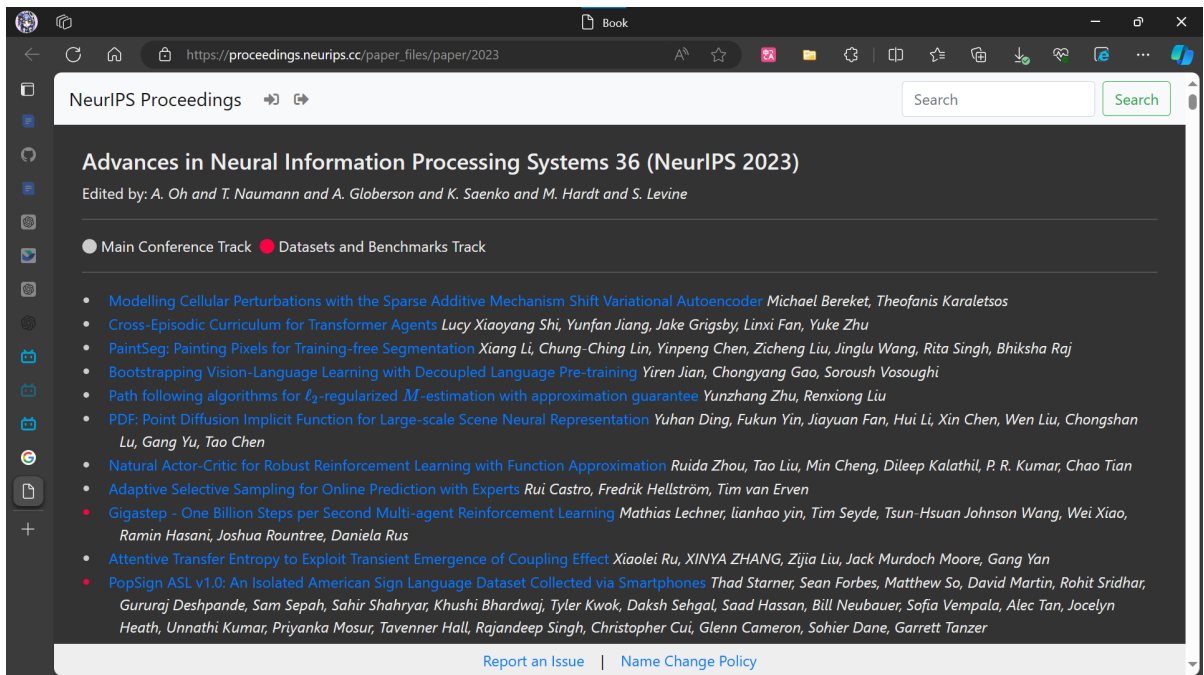 Book
https://proceedings.neurips.cc/paper_files/paper/2023
NeurIPS Proceedings
Search
Search
Advances in Neural Information Processing Systems 36 (NeurIPS 2023)
Edited by: A. Oh and T. Naumann and A. Globerson and K. Saenko and M. Hardt and S. Levine
Main Conference Track Datasets and Benchmarks Track
Modelling Cellular Perturbations with the Sparse Additive Mechanism Shift Variational Autoencoder Michael Bereket, Theofanis Karaletsos
Cross-Episodic Curriculum for Transformer Agents Lucy Xiaoyang Shi, Yunfan Jiang, Jake Grigsby, Linxi Fan, Yuke Zhu
PaintSeg: Painting Pixels for Training-free Segmentation Xiang Li, Chung-Ching Lin, Yinpeng Chen, Zicheng Liu, Jinglu Wang, Rita Singh, Bhiksha Raj
Bootstrapping Vision-Language Learning with Decoupled Language Pre-training Yiren Jian, Chongyang Gao, Soroush Vosoughi
Path following algorithms for ℓ₂-regularized M-estimation with approximation guarantee Yunzhang Zhu, Renxiong Liu
PDF: Point Diffusion Implicit Function for Large-scale Scene Neural Representation Yuhan Ding, Fukun Yin, Jiayuan Fan, Hui Li, Xin Chen, Wen Liu, Chongshan
Lu, Gang Yu, Tao Chen
Natural Actor-Critic for Robust Reinforcement Learning with Function Approximation Ruida Zhou, Tao Liu, Min Cheng, Dileep Kalathil, P. R. Kumar, Chao Tian
Adaptive Selective Sampling for Online Prediction with Experts Rui Castro, Fredrik Hellström, Tim van Erven
Gigastep - One Billion Steps per Second Multi-agent Reinforcement Learning Mathias Lechner, lianhao yin, Tim Seyde, Tsun-Hsuan Johnson Wang, Wei Xiao,
Ramin Hasani, Joshua Rountree, Daniela Rus
Attentive Transfer Entropy to Exploit Transient Emergence of Coupling Effect Xiaolei Ru, XINYA ZHANG, Zijia Liu, Jack Murdoch Moore, Gang Yan
PopSign ASL v1.0: An Isolated American Sign Language Dataset Collected via Smartphones Thad Starner, Sean Forbes, Matthew So, David Martin, Rohit Sridhar,
Gururaj Deshpande, Sam Sepah, Sahir Shahryar, Khushi Bhardwaj, Tyler Kwok, Daksh Sehgal, Saad Hassan, Bill Neubauer, Sofia Vempala, Alec Tan, Jocelyn
Heath, Unnathi Kumar, Priyanka Mosur, Tavenner Hall, Rajandeep Singh, Christopher Cui, Glenn Cameron, Sohier Dane, Garrett Tanzer
Report an Issue | Name Change Policy